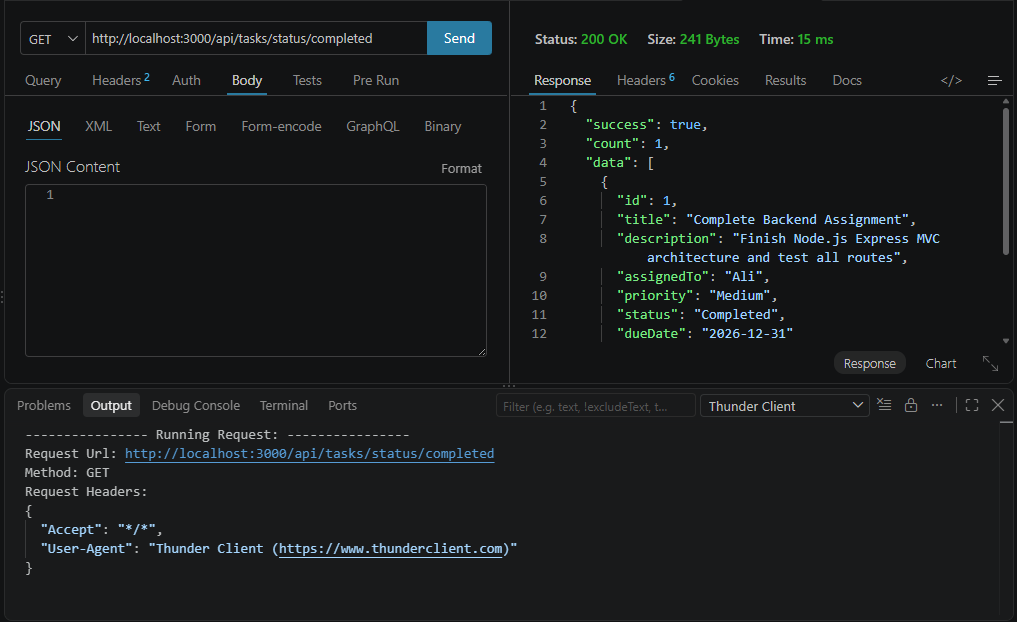 GET http://localhost:3000/api/tasks/status/completed Send
Query Headers 2 Auth Body Tests Pre Run
JSON XML Text Form Form-encode GraphQL Binary
JSON Content Format
1
Status: 200 OK Size: 241 Bytes Time: 15 ms
Response Headers 6 Cookies Results Docs </>
1 {
2 "success": true,
3 "count": 1,
4 "data": [
5 {
6 "id": 1,
7 "title": "Complete Backend Assignment",
8 "description": "Finish Node.js Express MVC
architecture and test all routes",
9 "assignedTo": "Ali",
10 "priority": "Medium",
11 "status": "Completed",
12 "dueDate": "2026-12-31"
Response Chart
Problems Output Debug Console Terminal Ports Filter (e.g. text, !excludeText, t... Thunder Client
---------------- Running Request: ----------------
Request Url: http://localhost:3000/api/tasks/status/completed
Method: GET
Request Headers:
{
"Accept": "*/*",
"User-Agent": "Thunder Client (https://www.thunderclient.com)"
}